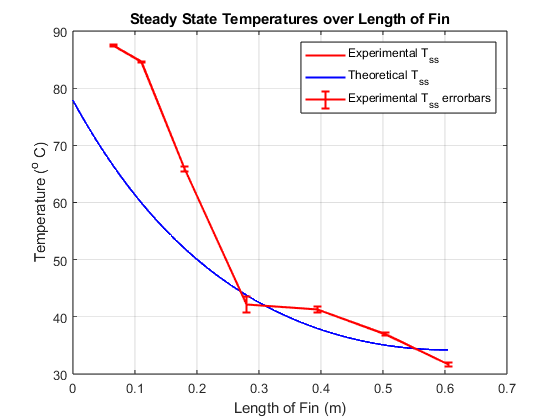 Steady State Temperatures over Length of Fin
90
80
70
60
50
40
30
Temperature (° C)
Experimental Tss
Theoretical Tss
Experimental Tss errorbars
0 0.1 0.2 0.3 0.4 0.5 0.6 0.7
Length of Fin (m)